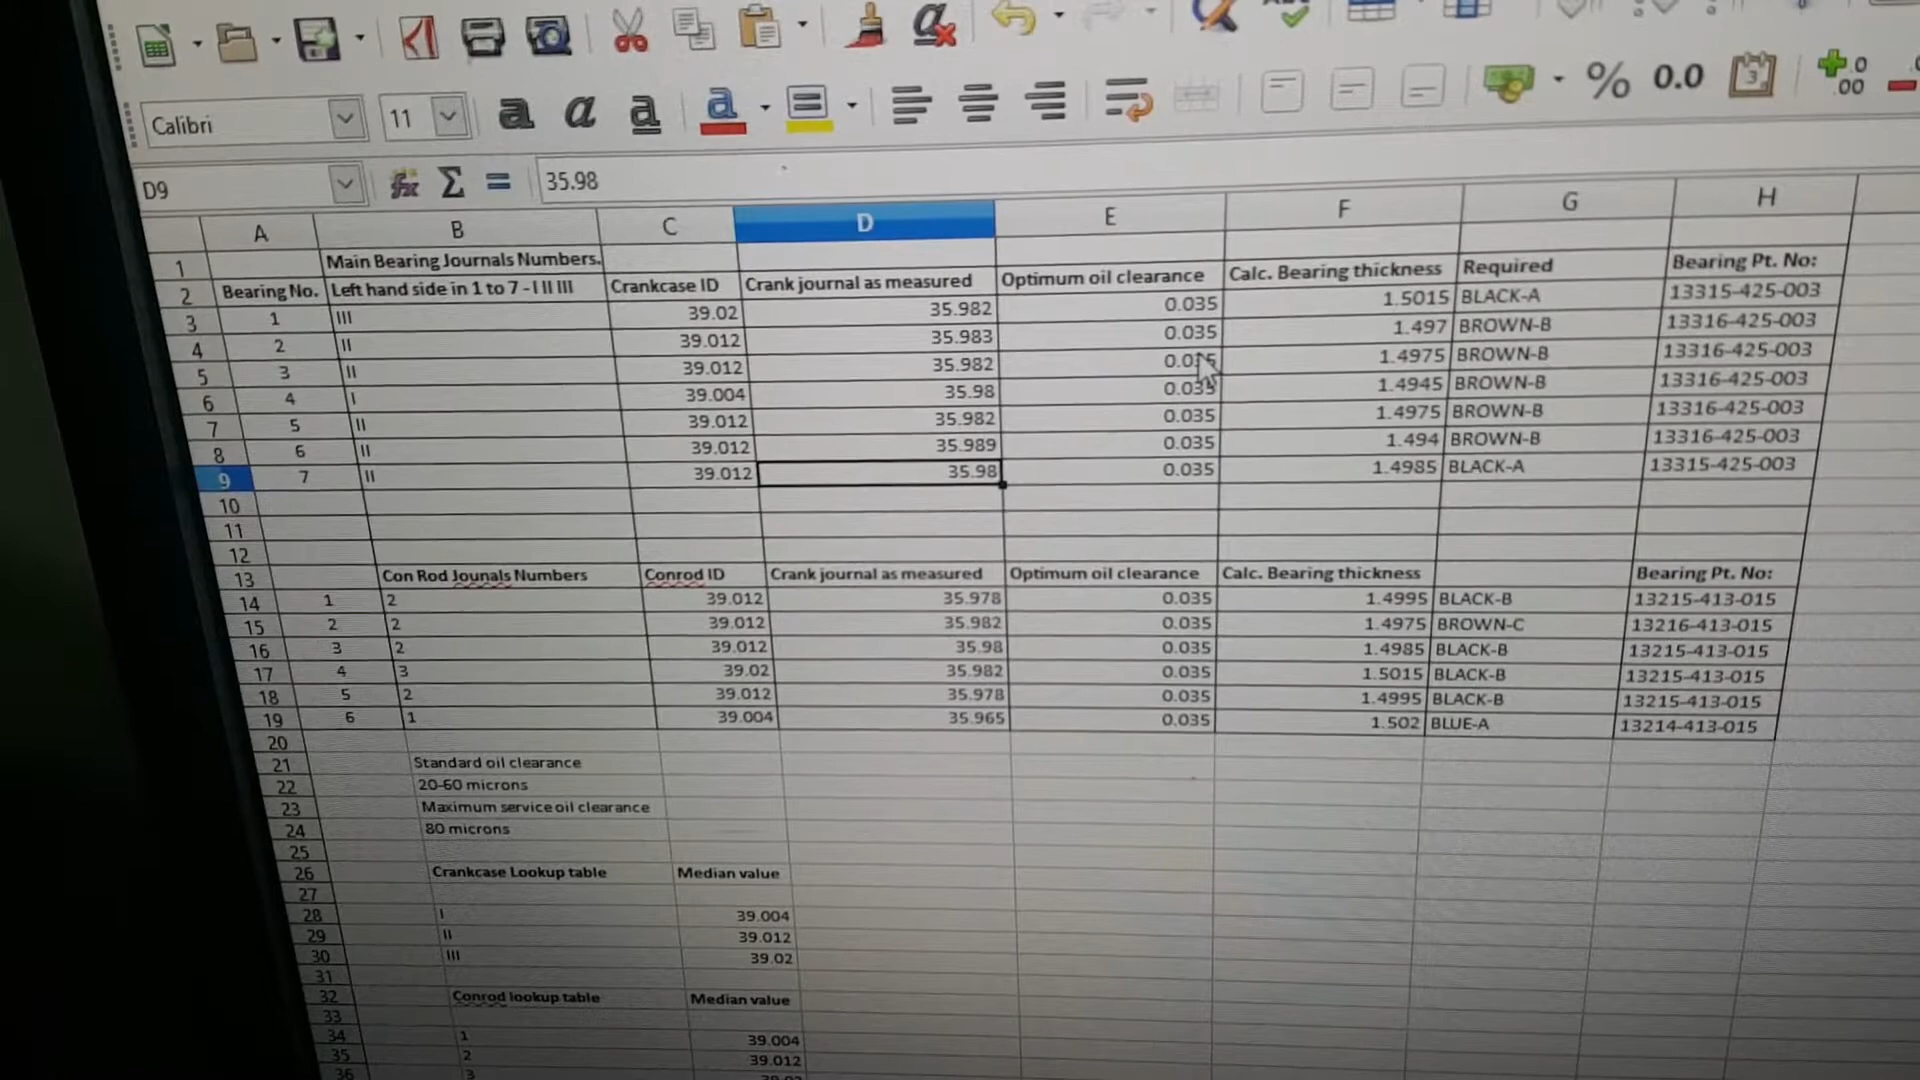 Calibri 11 % 0.0
D9 35.98
A B C D E F G H
1 Main Bearing Journals Numbers.
2 Bearing No. Left hand side in 1 to 7 - I II III Crankcase ID Crank journal as measured Optimum oil clearance Calc. Bearing thickness Required Bearing Pt. No:
3 1 III 39.02 35.982 0.035 1.5015 BLACK-A 13315-425-003
4 2 II 39.012 35.983 0.035 1.497 BROWN-B 13316-425-003
5 3 II 39.012 35.982 0.035 1.4975 BROWN-B 13316-425-003
6 4 I 39.004 35.98 0.035 1.4945 BROWN-B 13316-425-003
7 5 II 39.012 35.982 0.035 1.4975 BROWN-B 13316-425-003
8 6 II 39.012 35.989 0.035 1.494 BROWN-B 13316-425-003
9 7 II 39.012 35.98 0.035 1.4985 BLACK-A 13315-425-003
10
11
12
13 Con Rod Jounals Numbers Conrod ID Crank journal as measured Optimum oil clearance Calc. Bearing thickness Bearing Pt. No:
14 1 2 39.012 35.978 0.035 1.4995 BLACK-B 13215-413-015
15 2 2 39.012 35.982 0.035 1.4975 BROWN-C 13216-413-015
16 3 2 39.012 35.98 0.035 1.4985 BLACK-B 13215-413-015
17 4 3 39.02 35.982 0.035 1.5015 BLACK-B 13215-413-015
18 5 2 39.012 35.978 0.035 1.4995 BLACK-B 13215-413-015
19 6 1 39.004 35.965 0.035 1.502 BLUE-A 13214-413-015
20
21 Standard oil clearance
22 20-60 microns
23 Maximum service oil clearance
24 80 microns
25
26 Crankcase Lookup table Median value
27
28 I 39.004
29 II 39.012
30 III 39.02
31
32 Conrod lookup table Median value
33
34 1 39.004
35 2 39.012
36 3